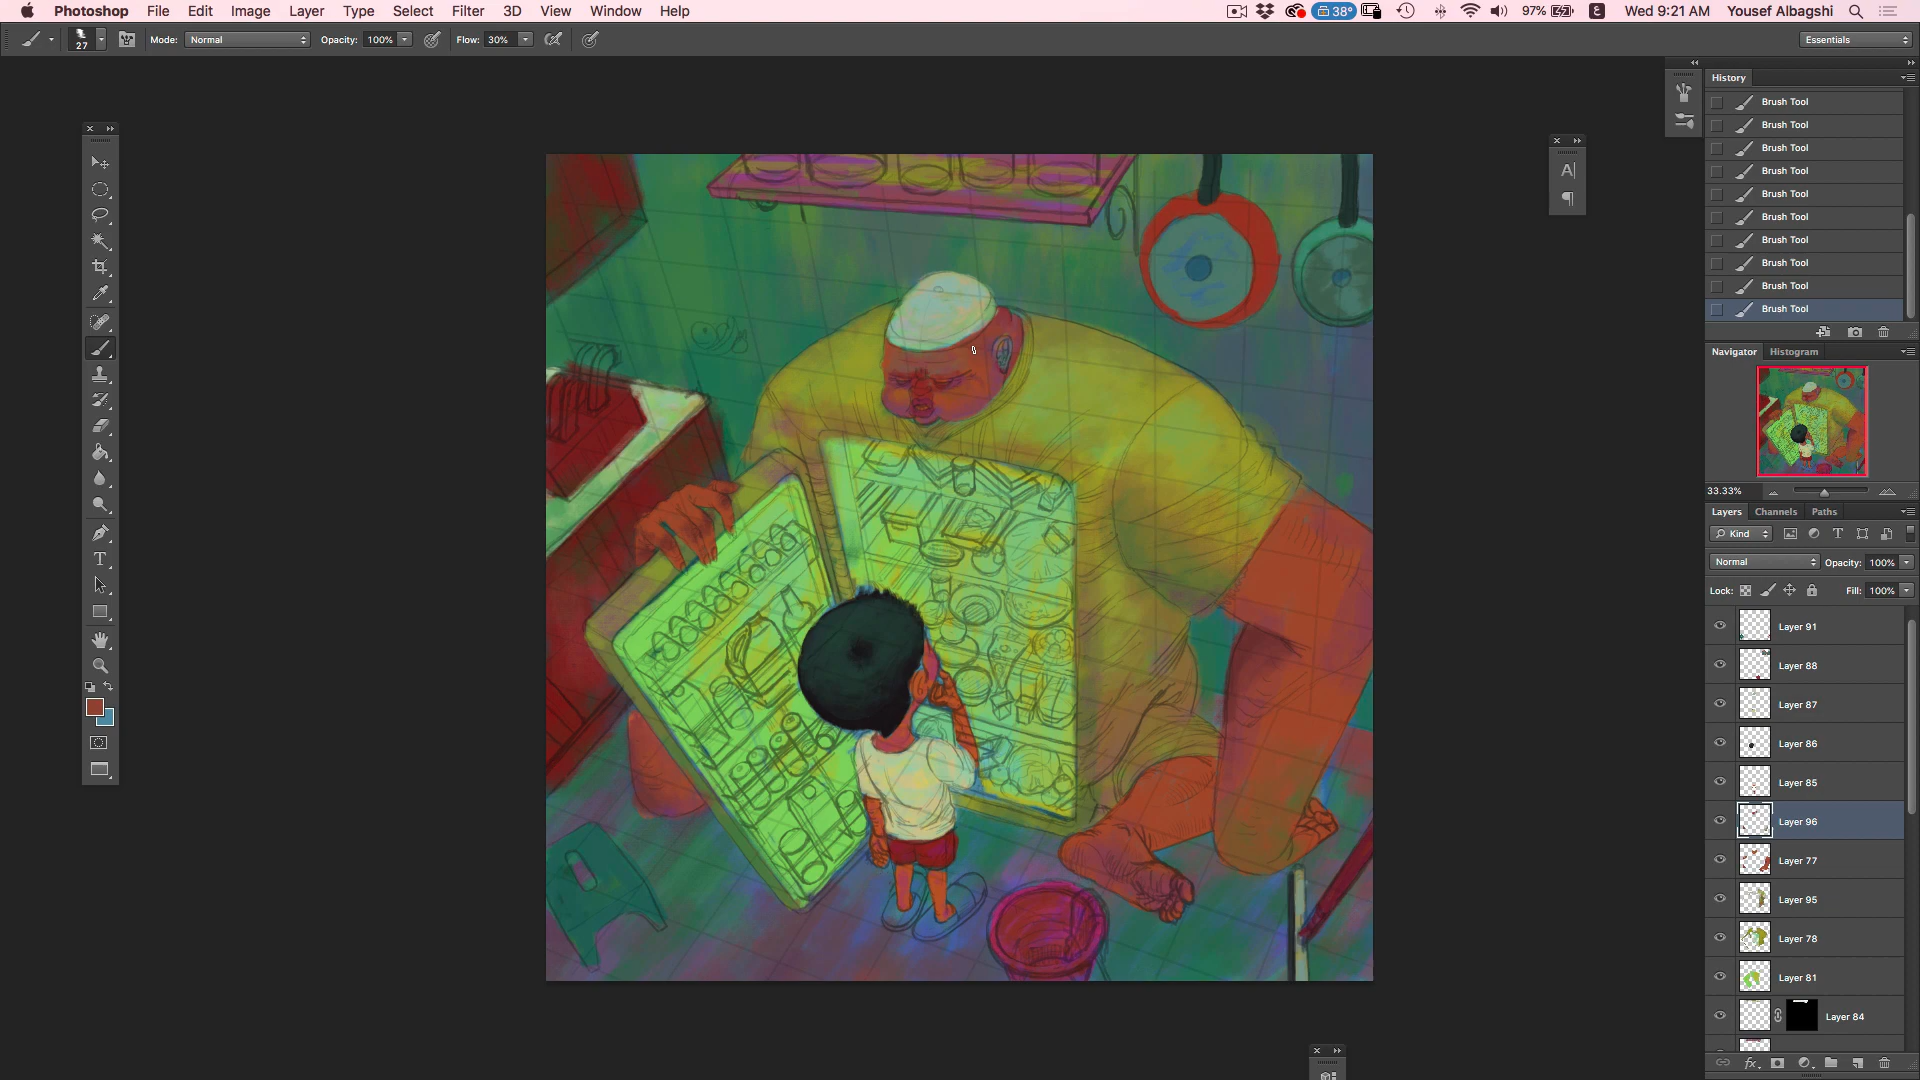 Photoshop File Edit Image Layer Type Select Filter 3D View Window Help
38° 97% ع Wed 9:21 AM Yousef Albagshi
27 Mode: Normal Opacity: 100% Flow: 30% Essentials
History
Brush Tool
Brush Tool
Brush Tool
Brush Tool
Brush Tool
Brush Tool
Brush Tool
Brush Tool
Brush Tool
Brush Tool
Navigator Histogram
33.33%
Layers Channels Paths
Kind
Normal Opacity: 100%
Lock: Fill: 100%
Layer 91
Layer 88
Layer 87
Layer 86
Layer 85
Layer 96
Layer 77
Layer 95
Layer 78
Layer 81
Layer 84